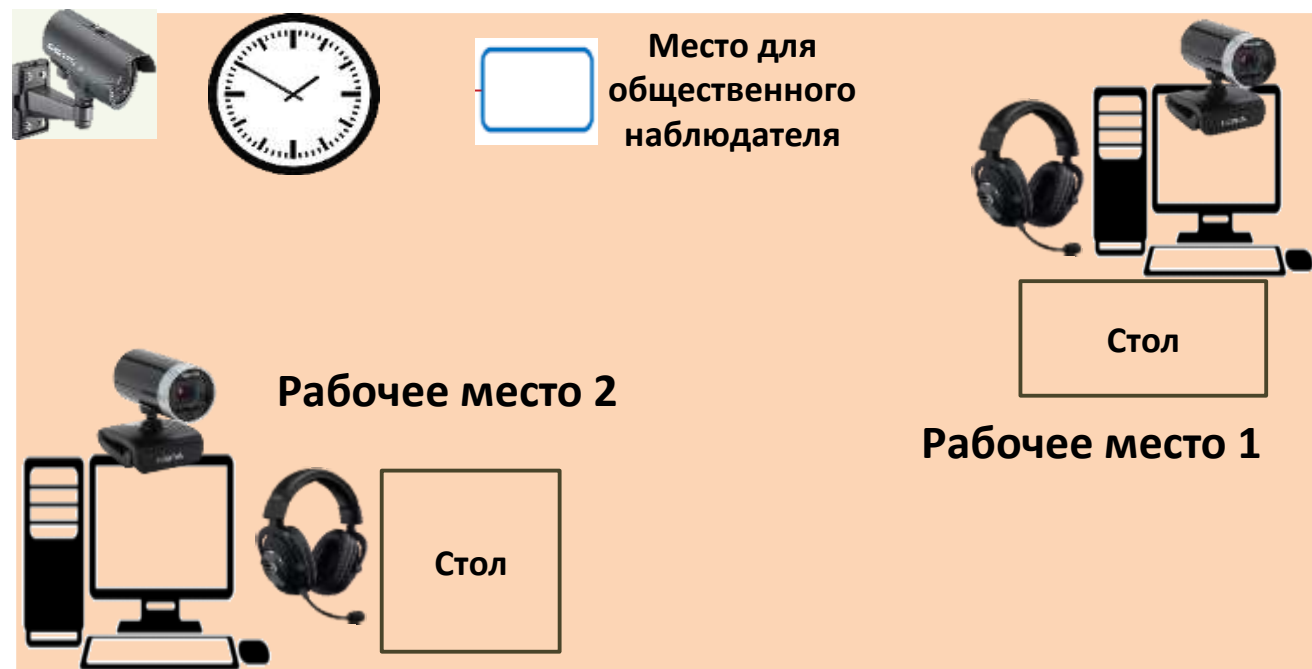 Место для
общественного
наблюдателя
Стол
Рабочее место 1
Рабочее место 2
Стол